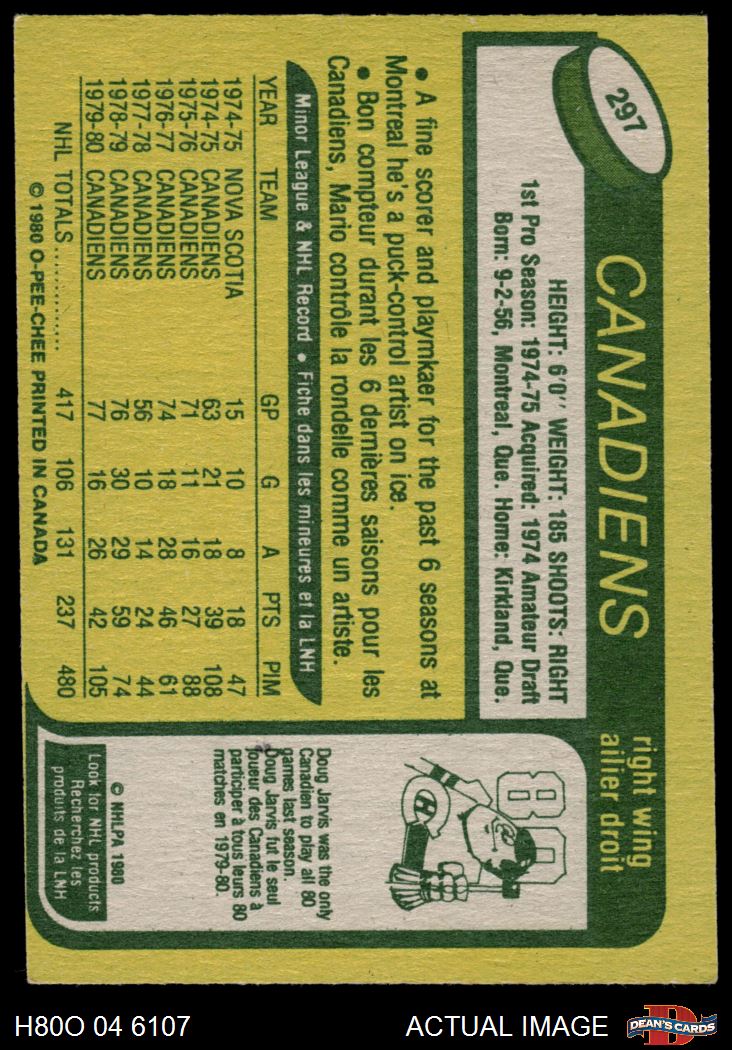 297
CANADIENS
right wing
ailier droit
HEIGHT: 6'0" WEIGHT: 185 SHOOTS: RIGHT
1st Pro Season: 1974-75 Acquired: 1974 Amateur Draft
Born: 9-2-56, Montreal, Que. Home: Kirkland, Que.
• A fine scorer and playmkaer for the past 6 seasons at
Montreal he's a puck-control artist on ice.
• Bon compteur durant les 6 dernières saisons pour les
Canadiens, Mario contrôle la rondelle comme un artiste.
Minor League & NHL Record • Fiche dans les mineures et la LNH
YEAR TEAM GP G A PTS PIM
1974-75 NOVA SCOTIA 15 10 8 18 47
1974-75 CANADIENS 63 21 18 39 108
1975-76 CANADIENS 71 11 16 27 88
1976-77 CANADIENS 74 18 28 46 61
1977-78 CANADIENS 56 10 14 24 44
1978-79 CANADIENS 76 30 29 59 74
1979-80 CANADIENS 77 16 26 42 105
NHL TOTALS............ 417 106 131 237 480
© 1980 O-PEE-CHEE PRINTED IN CANADA
80
H
Doug Jarvis was the only
Canadien to play all 80
games last season.
Doug Jarvis fut le seul
joueur des Canadiens à
participer à tous leurs 80
matches en 1979-80.
© NHLPA 1980
Look for NHL products
Recherchez les
produits de la LNH
H80O 04 6107
ACTUAL IMAGE
D
DEAN'S CARDS